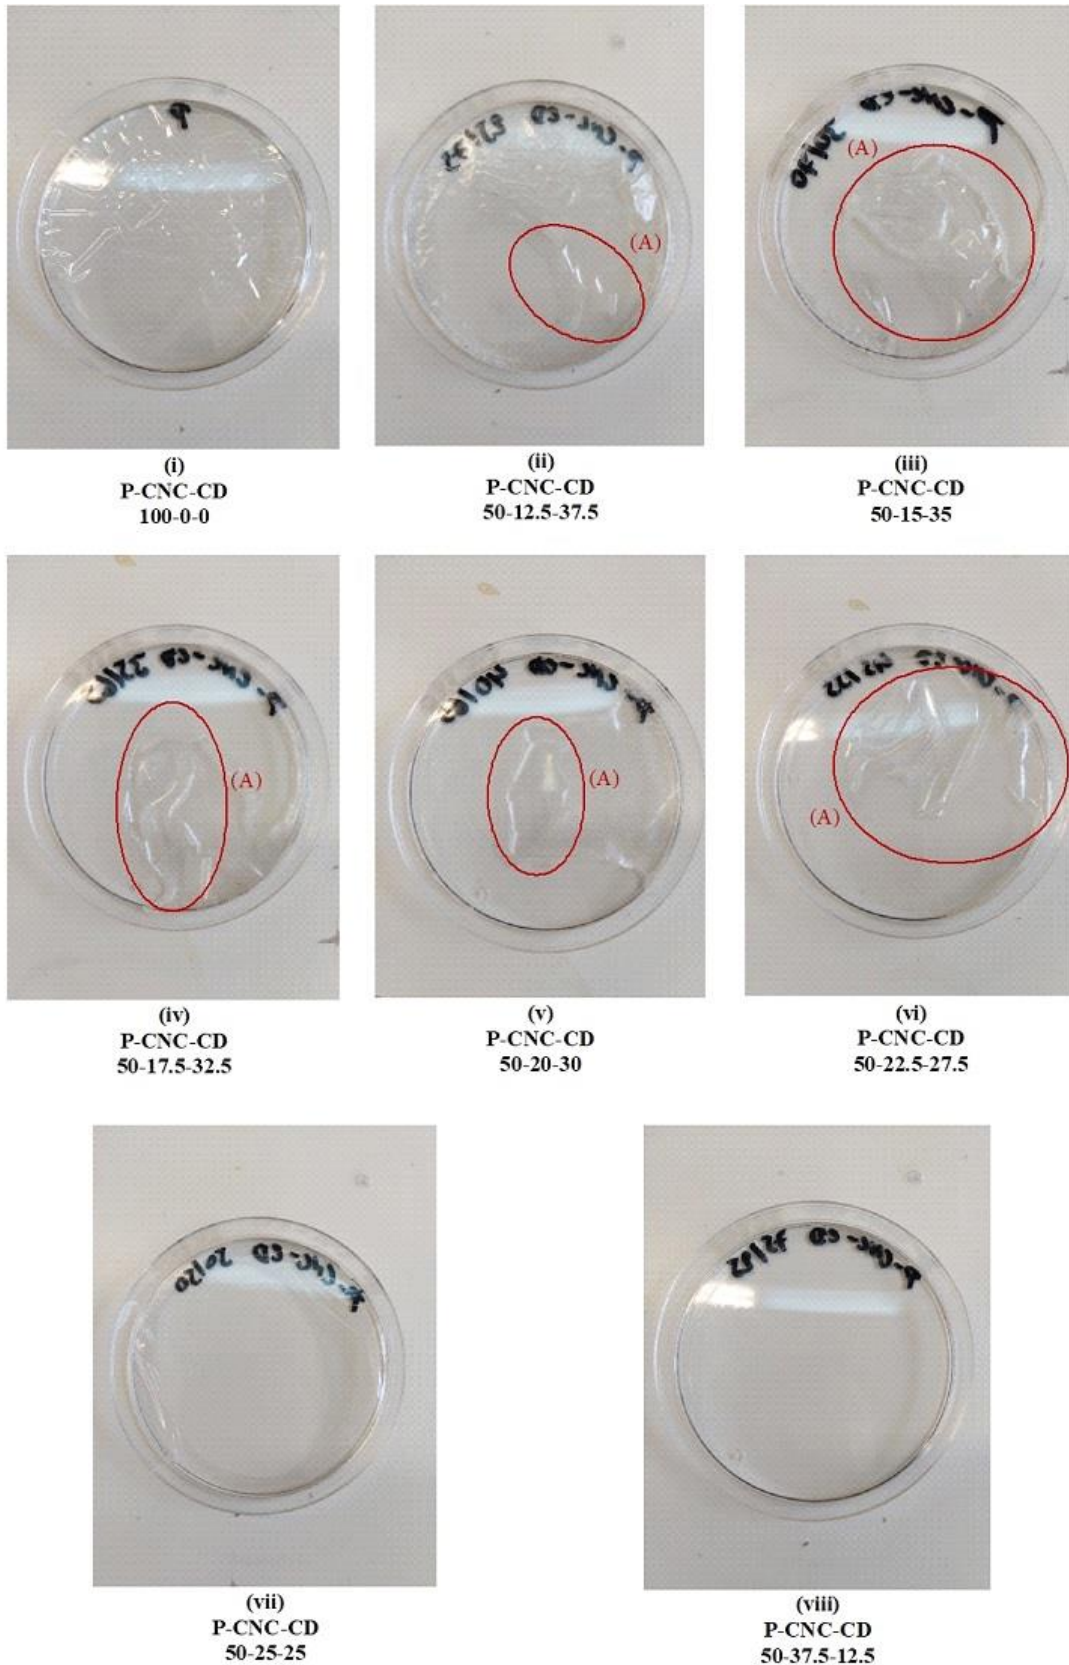 P
(A)
(A)
(i)
P-CNC-CD
100-0-0
(ii)
P-CNC-CD
50-12.5-37.5
(iii)
P-CNC-CD
50-15-35
(A)
(A)
(A)
(iv)
P-CNC-CD
50-17.5-32.5
(v)
P-CNC-CD
50-20-30
(vi)
P-CNC-CD
50-22.5-27.5
(vii)
P-CNC-CD
50-25-25
(viii)
P-CNC-CD
50-37.5-12.5